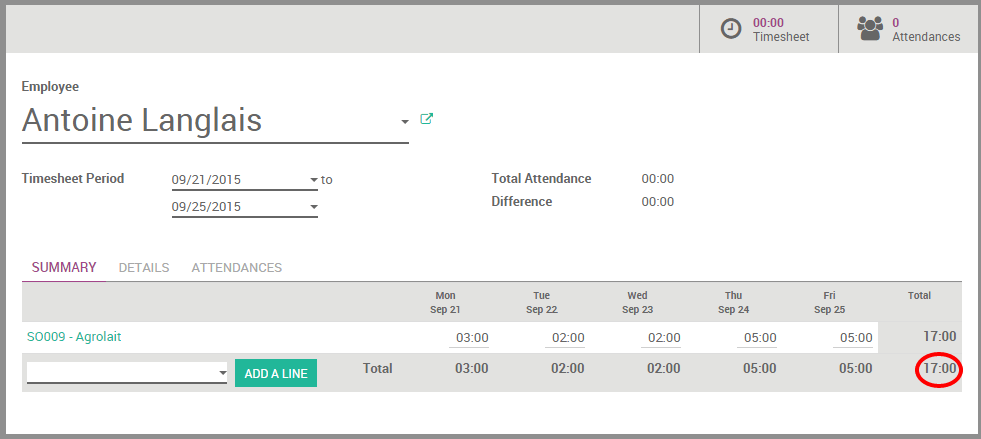 00:00
Timesheet
0
Attendances
Employee
Antoine Langlais
Timesheet Period 09/21/2015 to Total Attendance 00:00
09/25/2015 Difference 00:00
SUMMARY DETAILS ATTENDANCES
Mon Tue Wed Thu Fri Total
Sep 21 Sep 22 Sep 23 Sep 24 Sep 25
SO009 - Agrolait 03:00 02:00 02:00 05:00 05:00 17:00
ADD A LINE Total 03:00 02:00 02:00 05:00 05:00 17:00